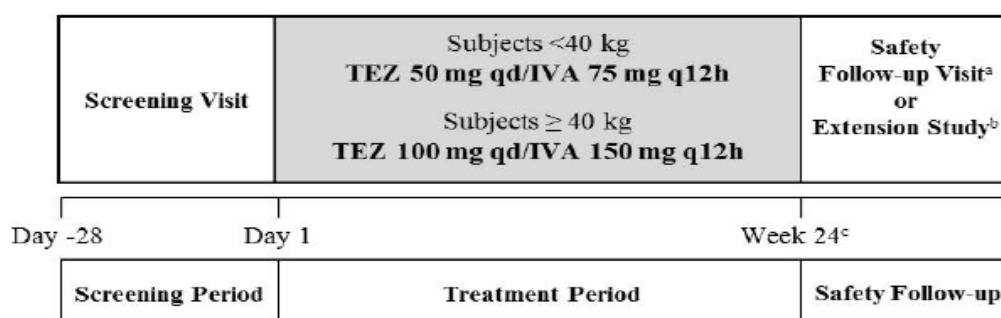 Screening Visit
Subjects <40 kg
TEZ 50 mg qd/IVA 75 mg q12h
Subjects ≥ 40 kg
TEZ 100 mg qd/IVA 150 mg q12h
Safety
Follow-up Visitᵃ
or
Extension Studyᵇ
Day -28
Day 1
Week 24ᶜ
Screening Period
Treatment Period
Safety Follow-up